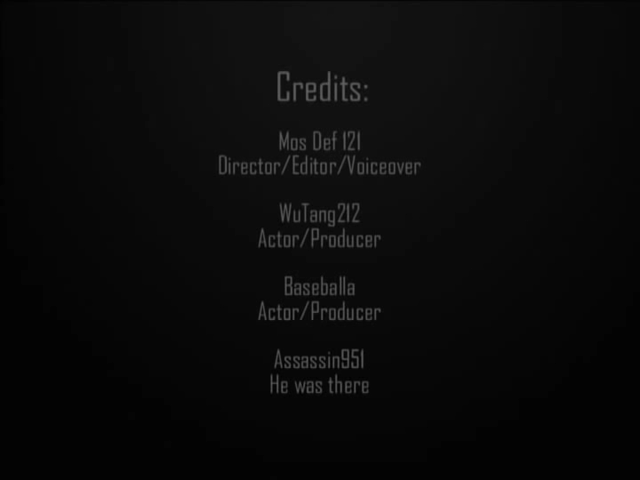 Credits:
Mos Def 121
Director/Editor/Voiceover
WuTang212
Actor/Producer
Baseballa
Actor/Producer
Assassin951
He was there